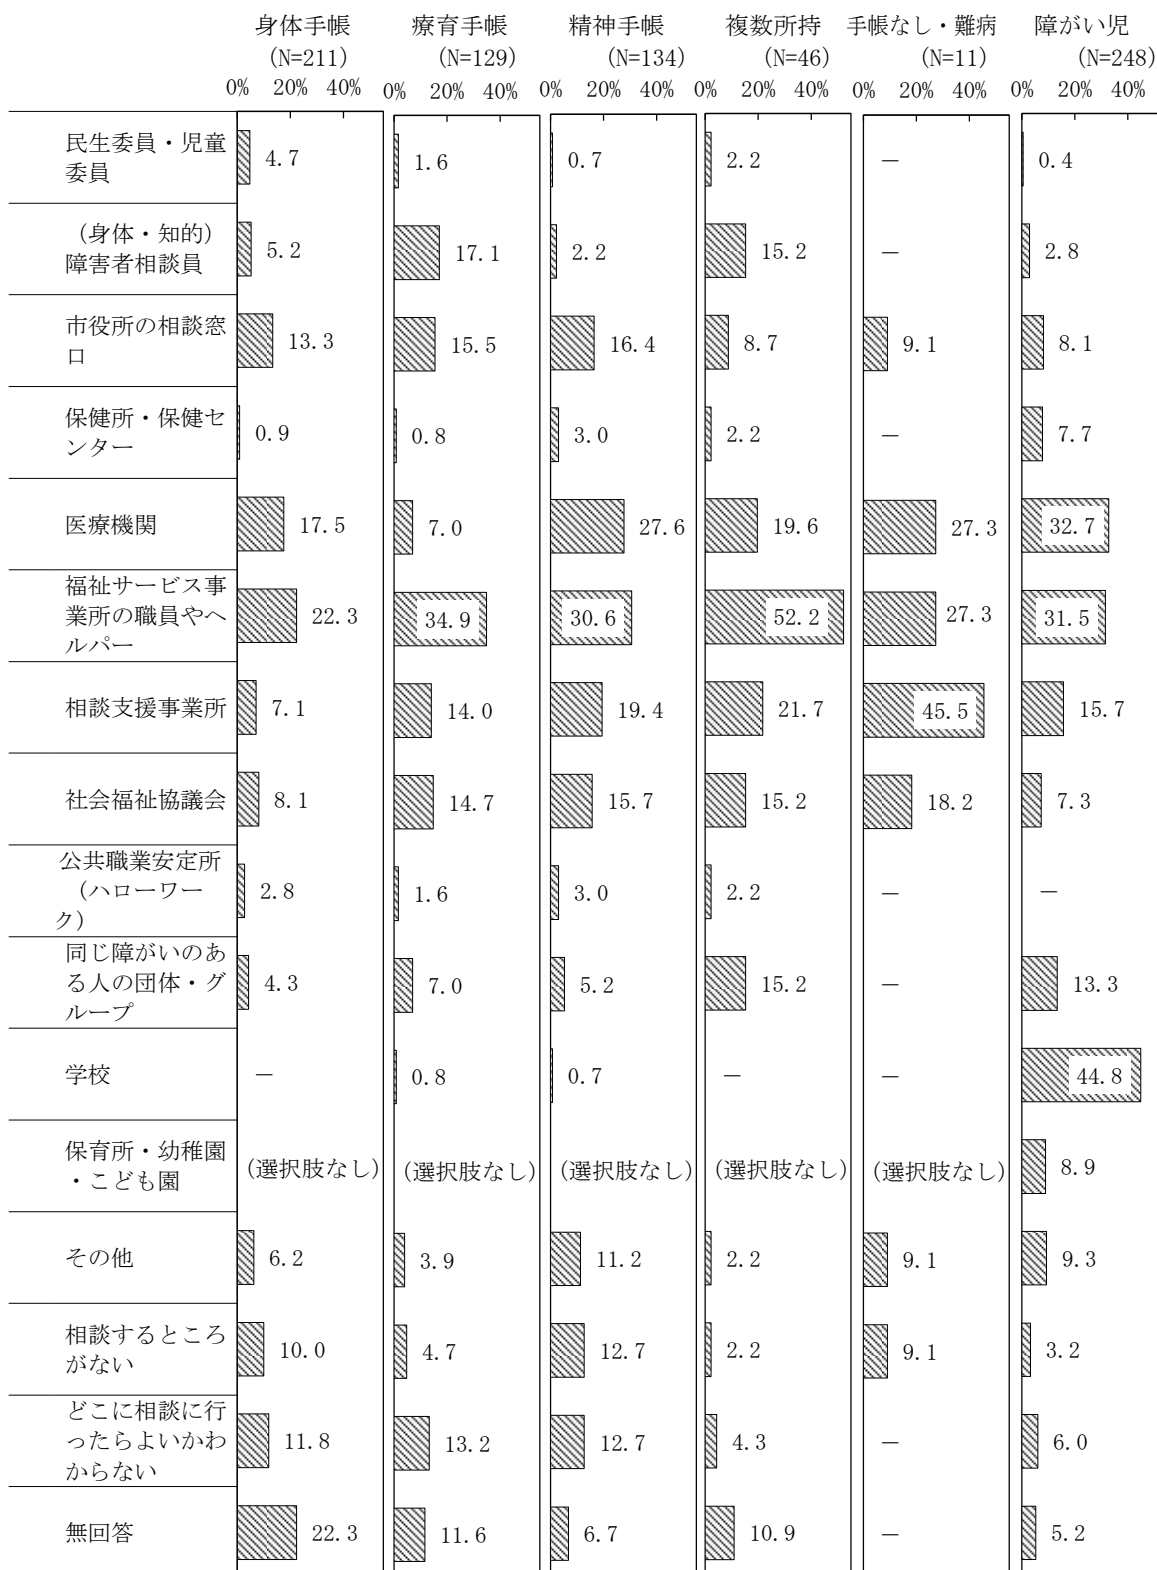 身体手帳 療育手帳 精神手帳 複数所持 手帳なし・難病 障がい児
(N=211) (N=129) (N=134) (N=46) (N=11) (N=248)
0% 20% 40% 0% 20% 40% 0% 20% 40% 0% 20% 40% 0% 20% 40% 0% 20% 40%
民生委員・児童
委員
4.7 1.6 0.7 2.2 － 0.4
（身体・知的）
障害者相談員
5.2 17.1 2.2 15.2 － 2.8
市役所の相談窓
口
13.3 15.5 16.4 8.7 9.1 8.1
保健所・保健セ
ンター
0.9 0.8 3.0 2.2 － 7.7
医療機関
17.5 7.0 27.6 19.6 27.3 32.7
福祉サービス事
業所の職員やヘ
ルパー
22.3 34.9 30.6 52.2 27.3 31.5
相談支援事業所
7.1 14.0 19.4 21.7 45.5 15.7
社会福祉協議会
8.1 14.7 15.7 15.2 18.2 7.3
公共職業安定所
（ハローワー
ク）
2.8 1.6 3.0 2.2 － －
同じ障がいのあ
る人の団体・グ
ループ
4.3 7.0 5.2 15.2 － 13.3
学校
－ 0.8 0.7 － － 44.8
保育所・幼稚園
・こども園
(選択肢なし) (選択肢なし) (選択肢なし) (選択肢なし) (選択肢なし) 8.9
その他
6.2 3.9 11.2 2.2 9.1 9.3
相談するところ
がない
10.0 4.7 12.7 2.2 9.1 3.2
どこに相談に行
ったらよいかわ
からない
11.8 13.2 12.7 4.3 － 6.0
無回答
22.3 11.6 6.7 10.9 － 5.2